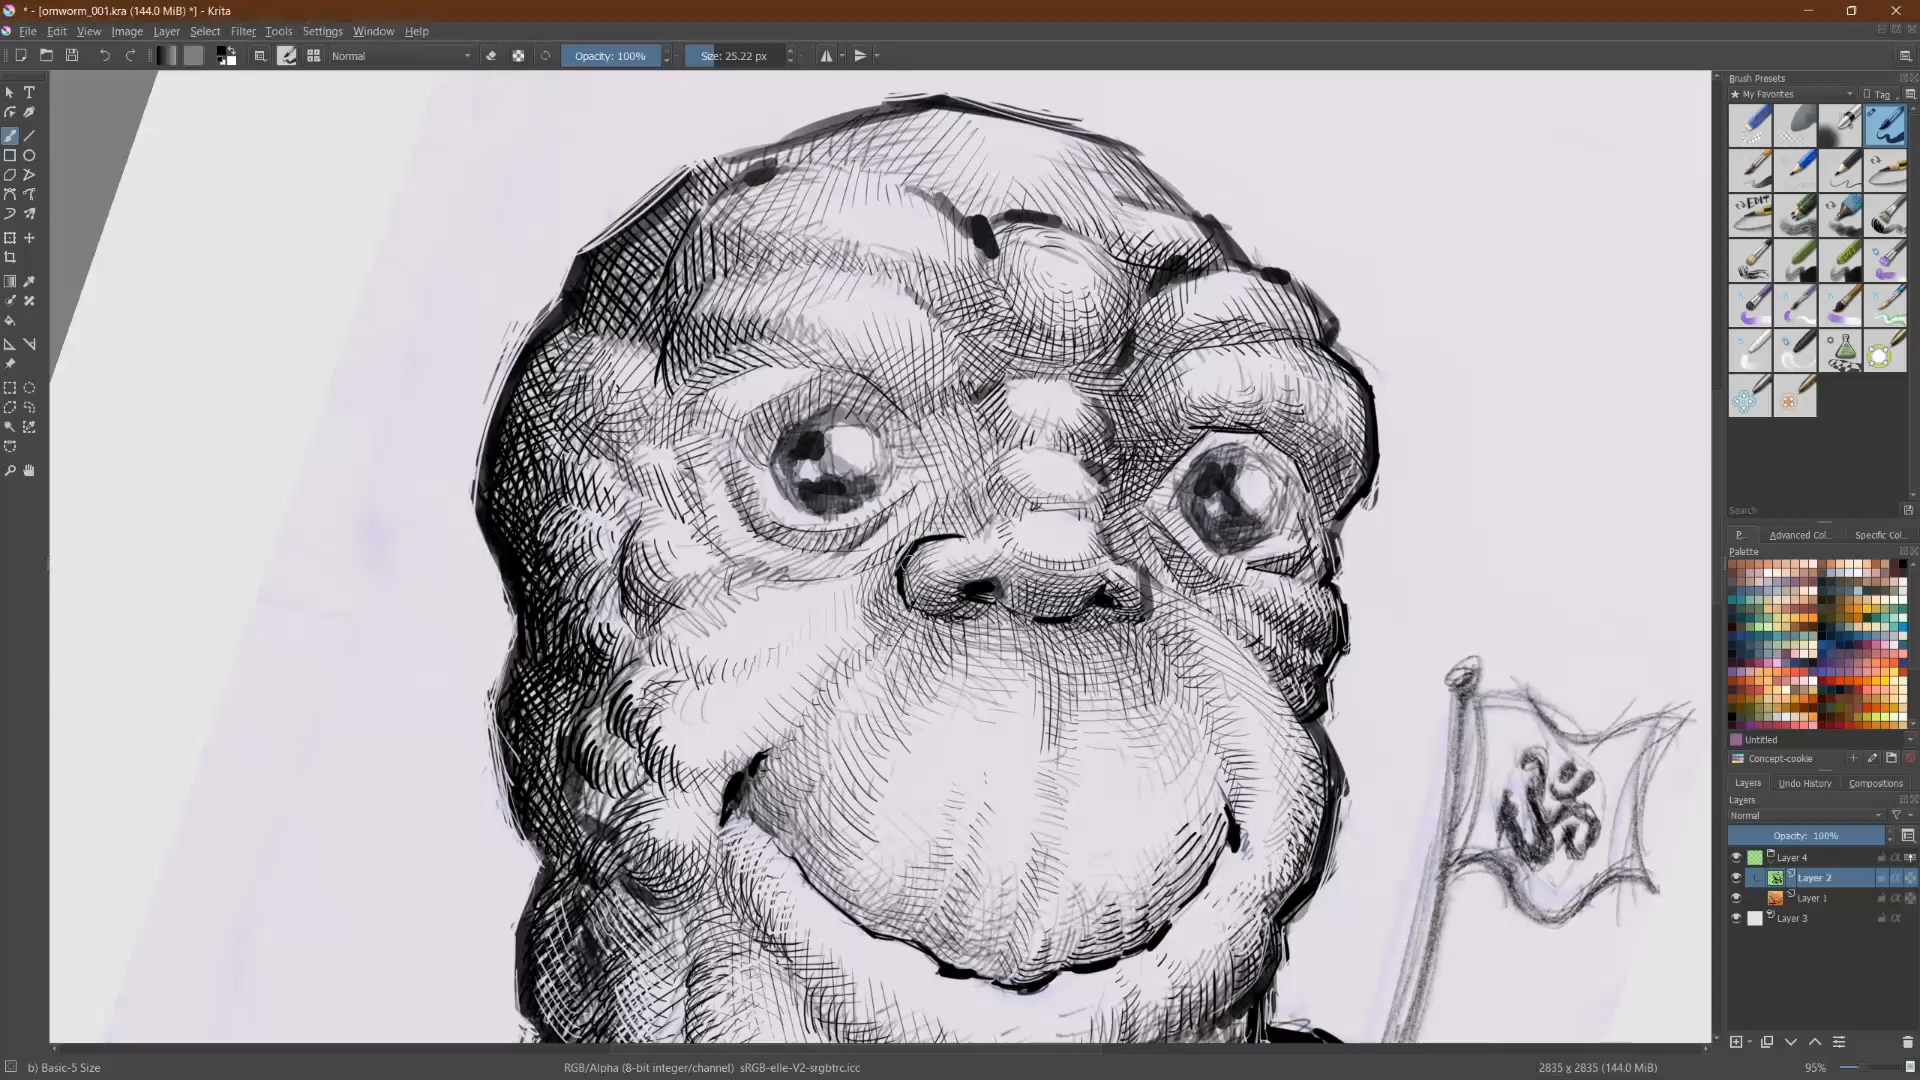 * - [omworm_001.kra (144.0 MiB) *] - Krita
File Edit View Image Layer Select Filter Tools Settings Window Help
Normal Opacity: 100% Size: 25.22 px
Brush Presets
★ My Favorites Tag
EDIT
Search
P... Advanced Col... Specific Col...
Palette
Untitled
Concept-cookie
Layers Undo History Compositions
Layers
Normal
Opacity: 100%
Layer 4
Layer 2
Layer 1
Layer 3
ॐ
b) Basic-5 Size RGB/Alpha (8-bit integer/channel) sRGB-elle-V2-srgbtrc.icc 2835 x 2835 (144.0 MiB) 95%